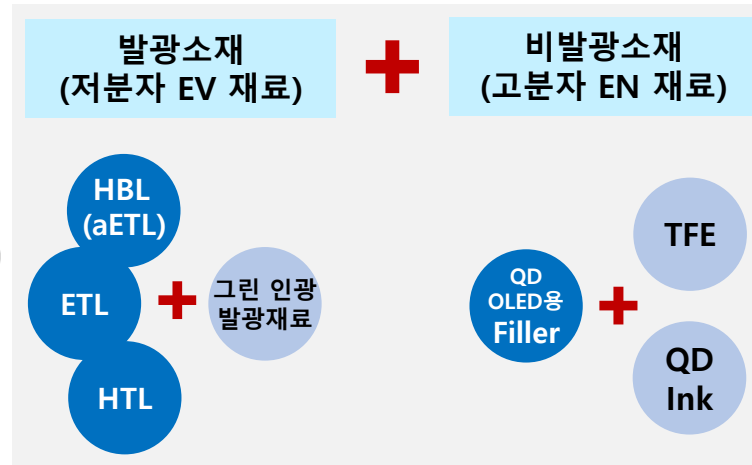 발광소재
(저분자 EV 재료)
비발광소재
(고분자 EN 재료)
HBL
(aETL)
ETL
HTL
그린 인광
발광재료
QD
OLED용
Filler
TFE
QD
Ink